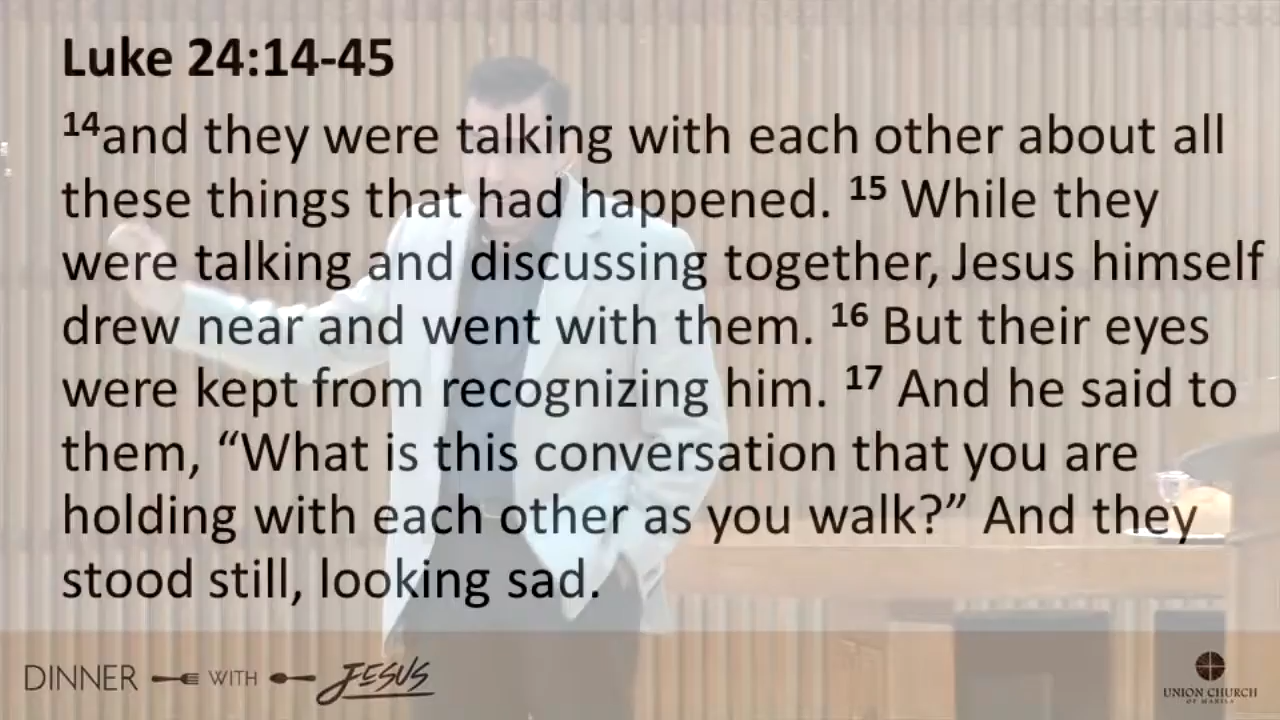 Luke 24:14-45
14and they were talking with each other about all
these things that had happened. 15 While they
were talking and discussing together, Jesus himself
drew near and went with them. 16 But their eyes
were kept from recognizing him. 17 And he said to
them, “What is this conversation that you are
holding with each other as you walk?” And they
stood still, looking sad.
DINNER WITH JESUS
UNION CHURCH
OF MANILA